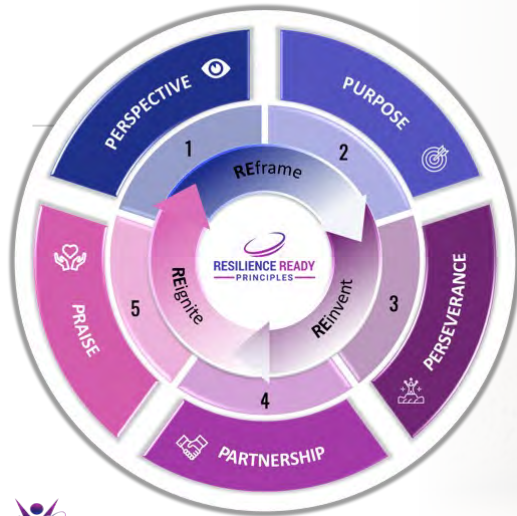 PERSPECTIVE
1
PURPOSE
2
PERSEVERANCE
3
PARTNERSHIP
4
PRAISE
5
REframe
REinvent
REignite
RESILIENCE READY
PRINCIPLES